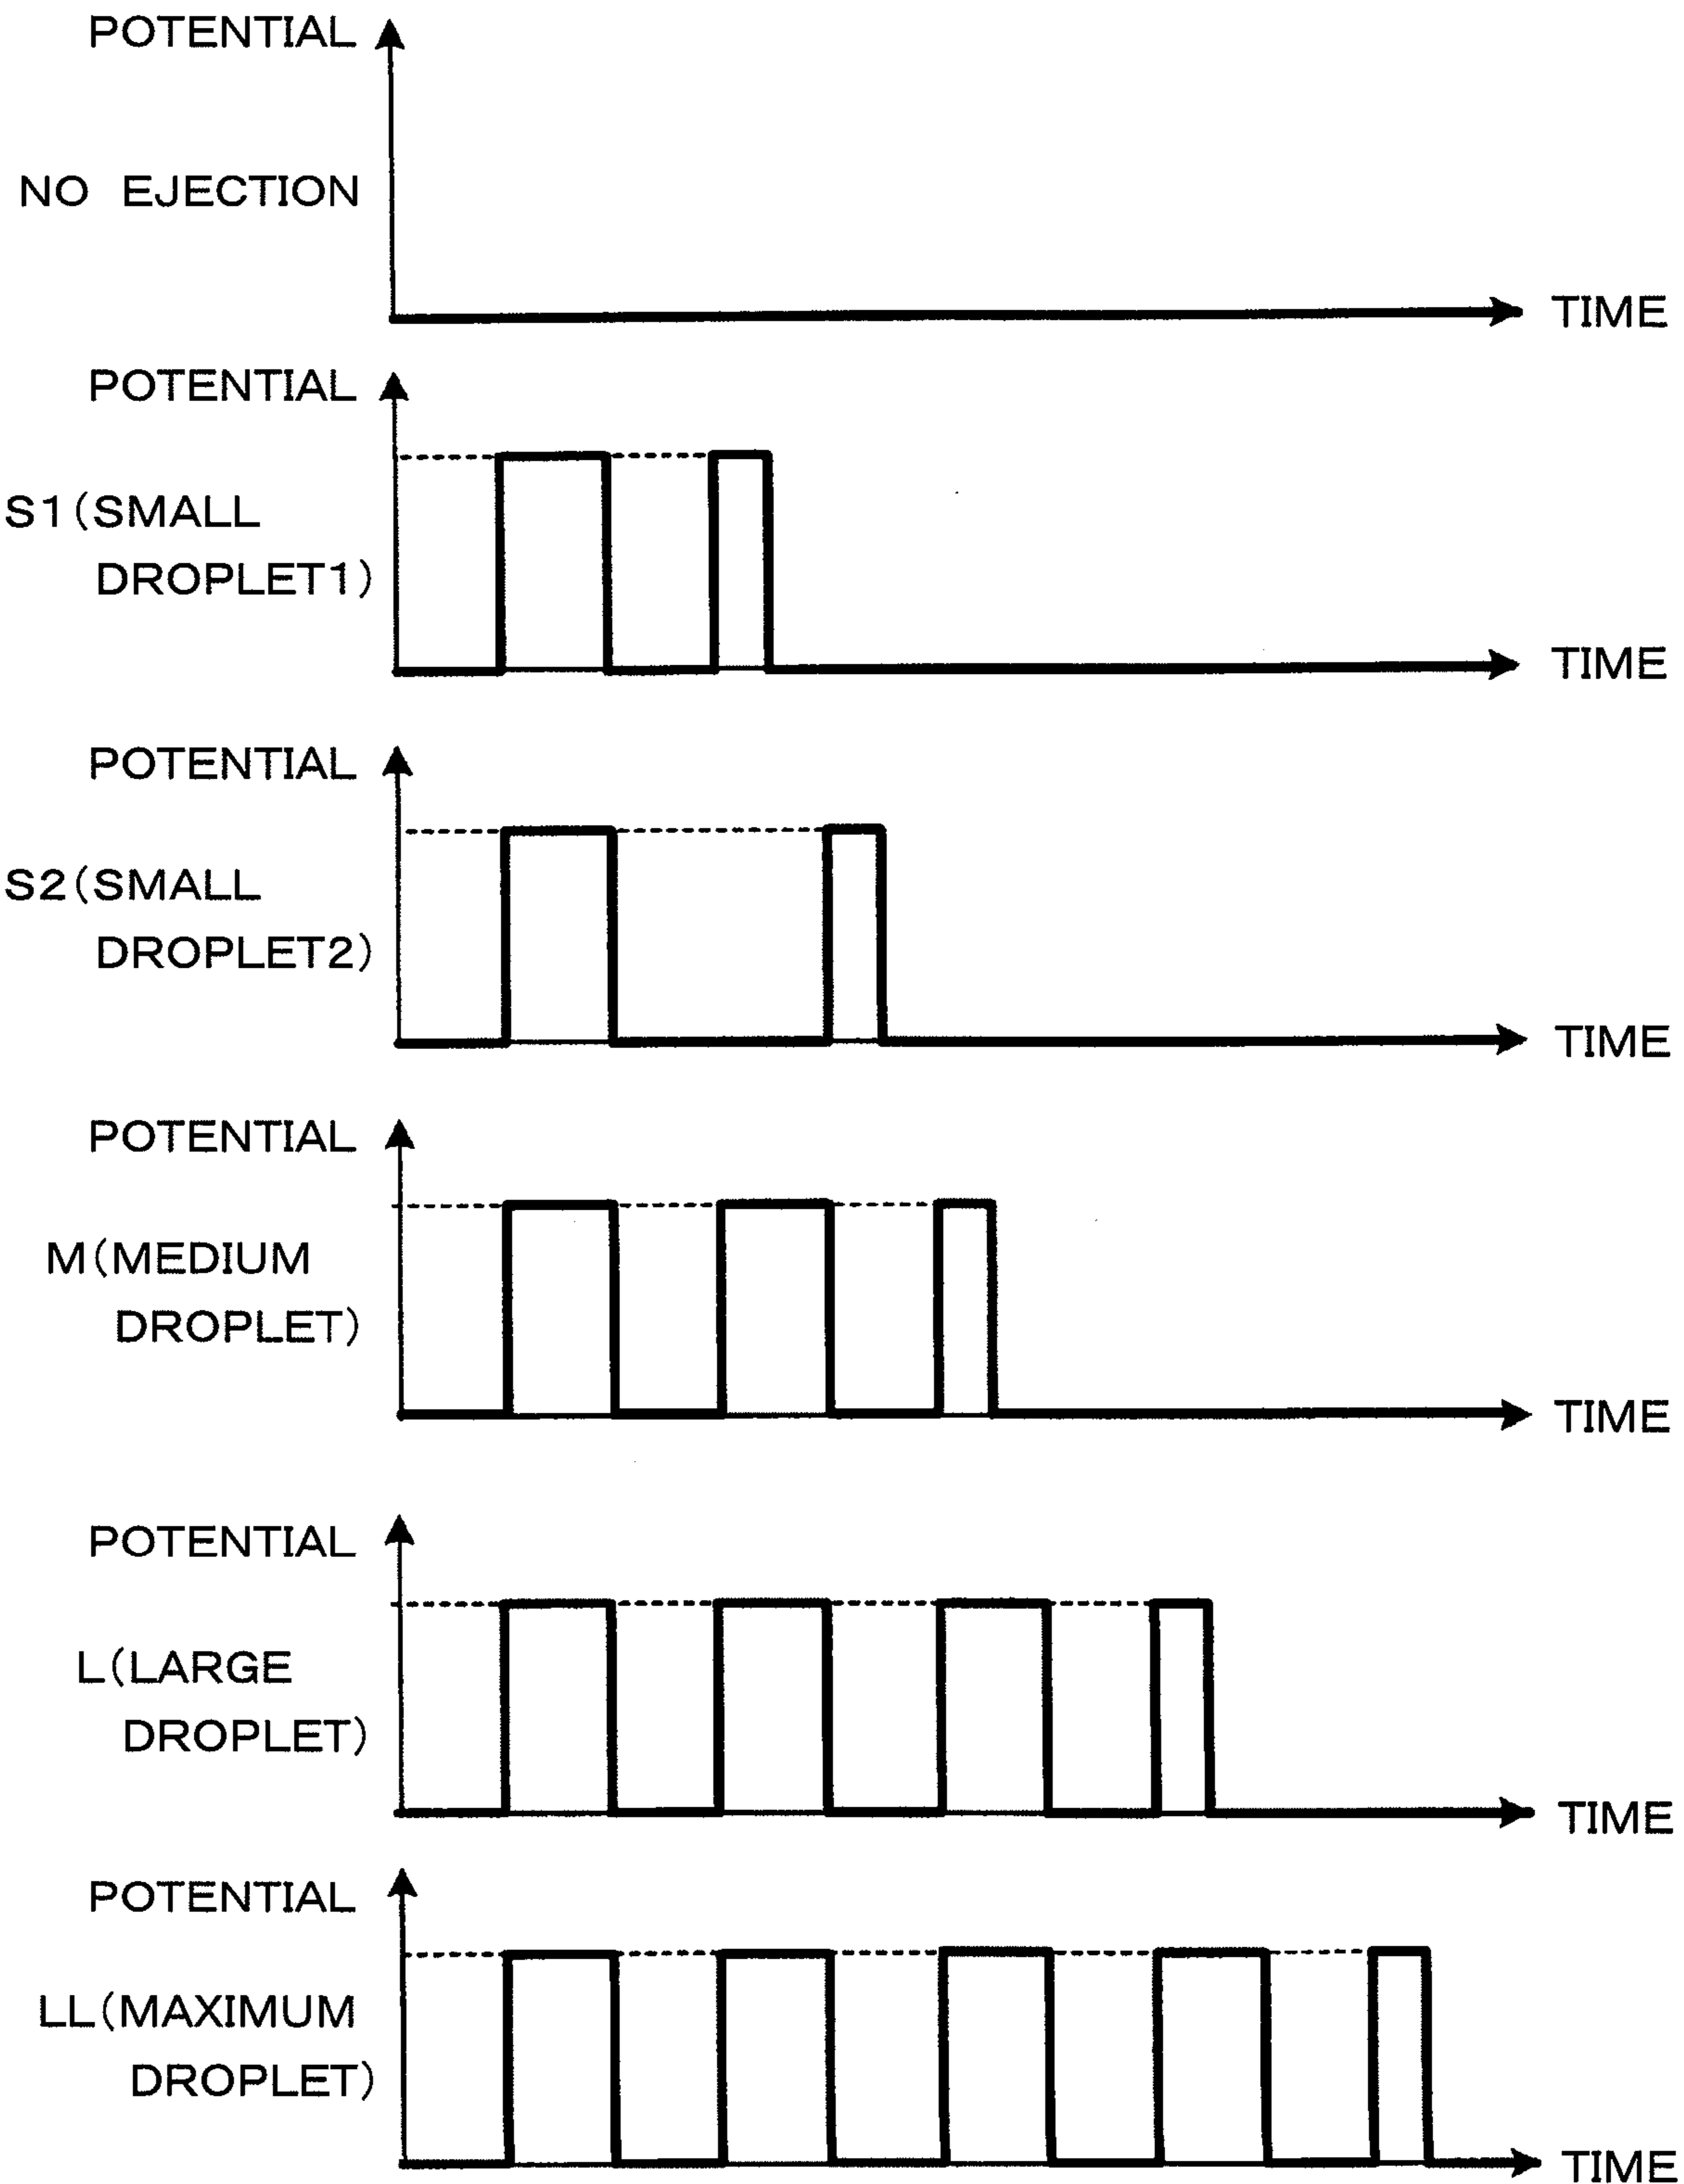 POTENTIAL
NO EJECTION
TIME
POTENTIAL
S1(SMALL
DROPLET1)
TIME
POTENTIAL
S2(SMALL
DROPLET2)
TIME
POTENTIAL
M(MEDIUM
DROPLET)
TIME
POTENTIAL
L(LARGE
DROPLET)
TIME
POTENTIAL
LL(MAXIMUM
DROPLET)
TIME